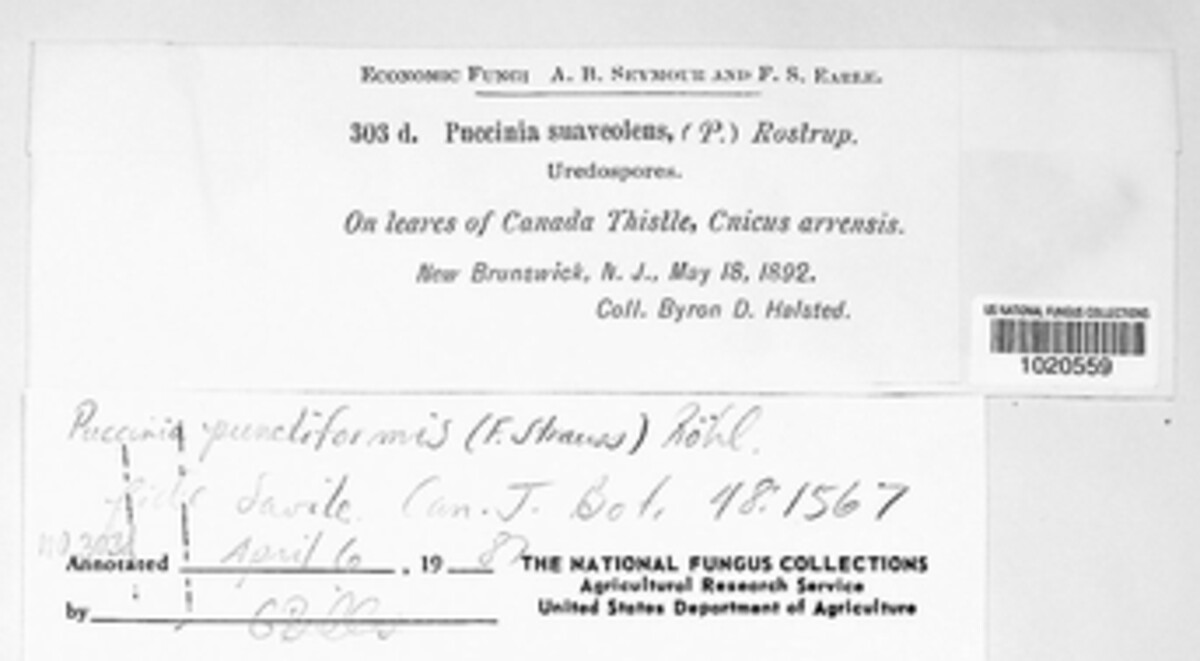 ECONOMIC FUNGI A. B. SEYMOUR AND F. S. EARLE.
303 d. Puccinia suaveolens, (P.) Rostrup.
Uredospores.
On leaves of Canada Thistle, Cnicus arvensis.
New Brunswick, N. J., May 18, 1892.
Coll. Byron D. Halsted.
US NATIONAL FUNGUS COLLECTIONS
1020559
Puccinia punctiformis (F. Strauss) Röhl.
fide Savile. Can. J. Bot. 48:1567
no 303d
Annotated April 6, 19 THE NATIONAL FUNGUS COLLECTIONS
Agricultural Research Service
by United States Department of Agriculture